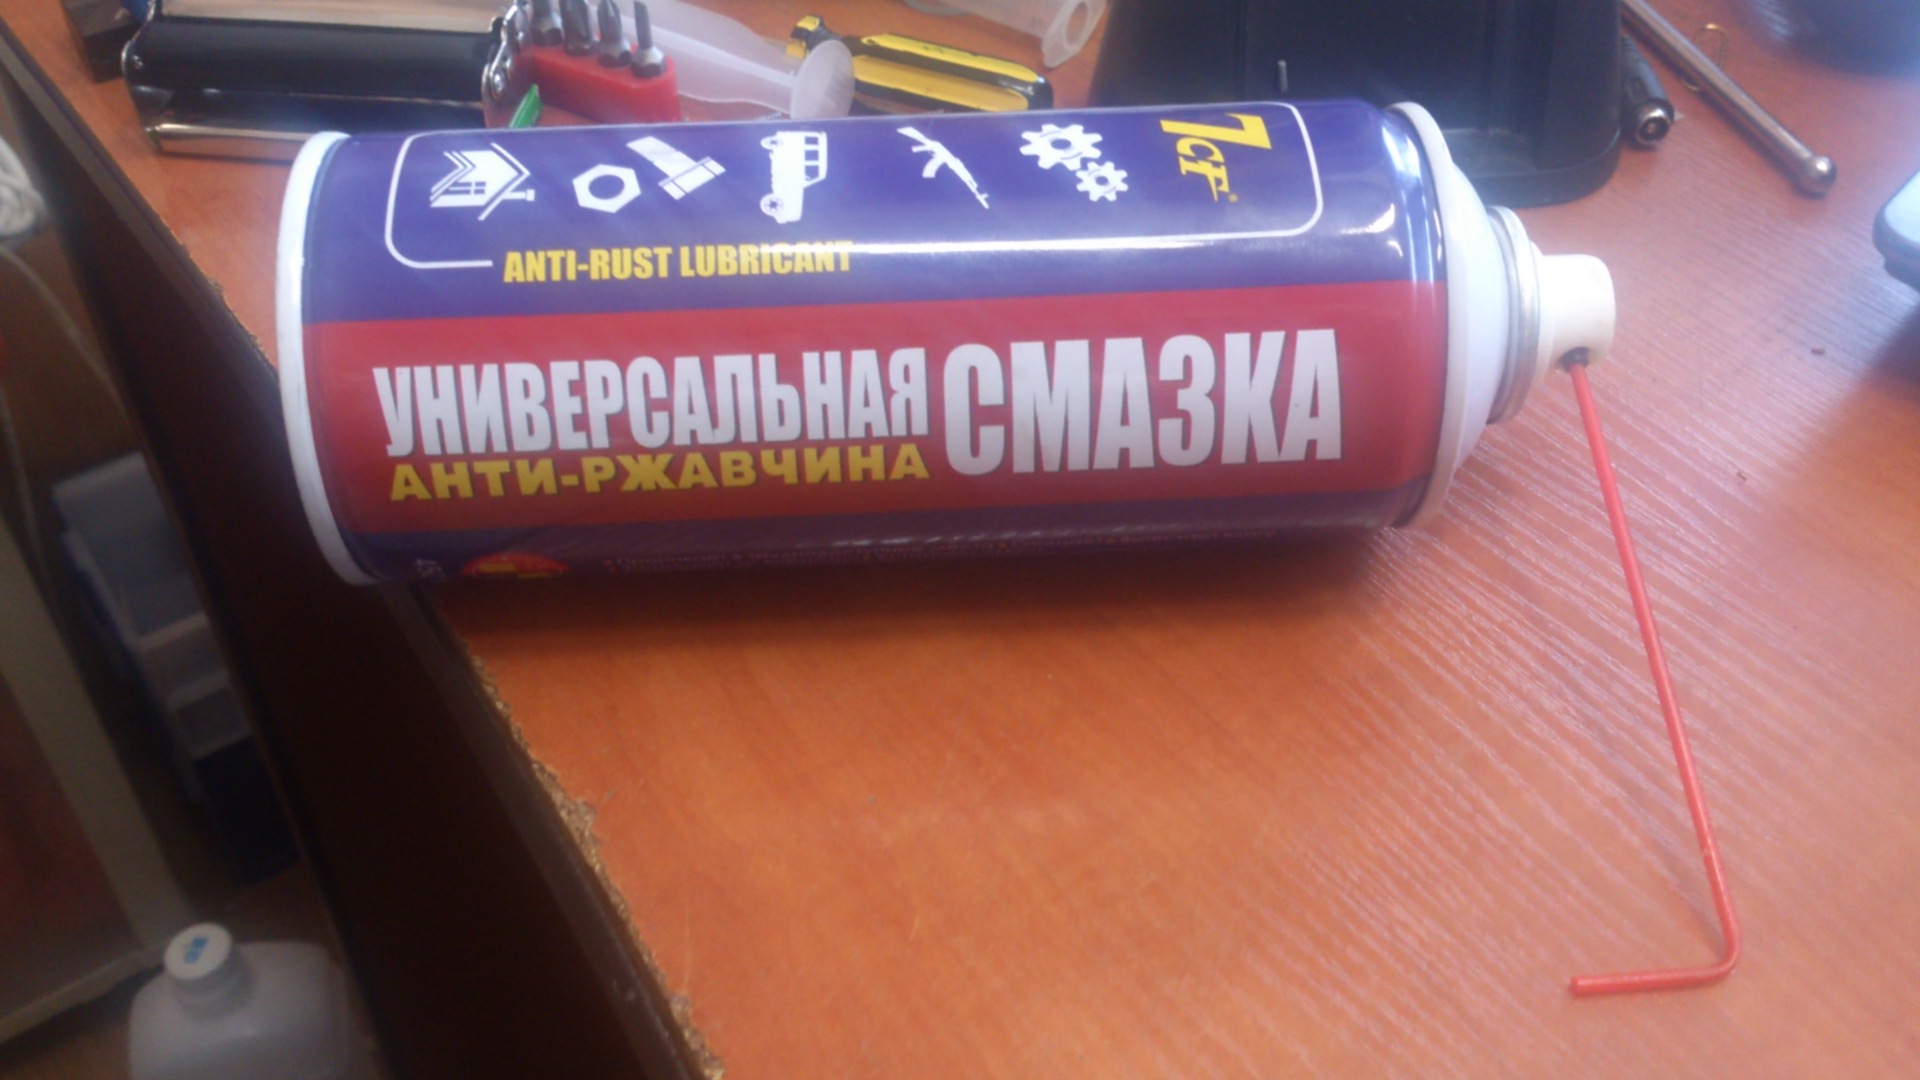 7CF
ANTI-RUST LUBRICANT
УНИВЕРСАЛЬНАЯ СМАЗКА
АНТИ-РЖАВЧИНА